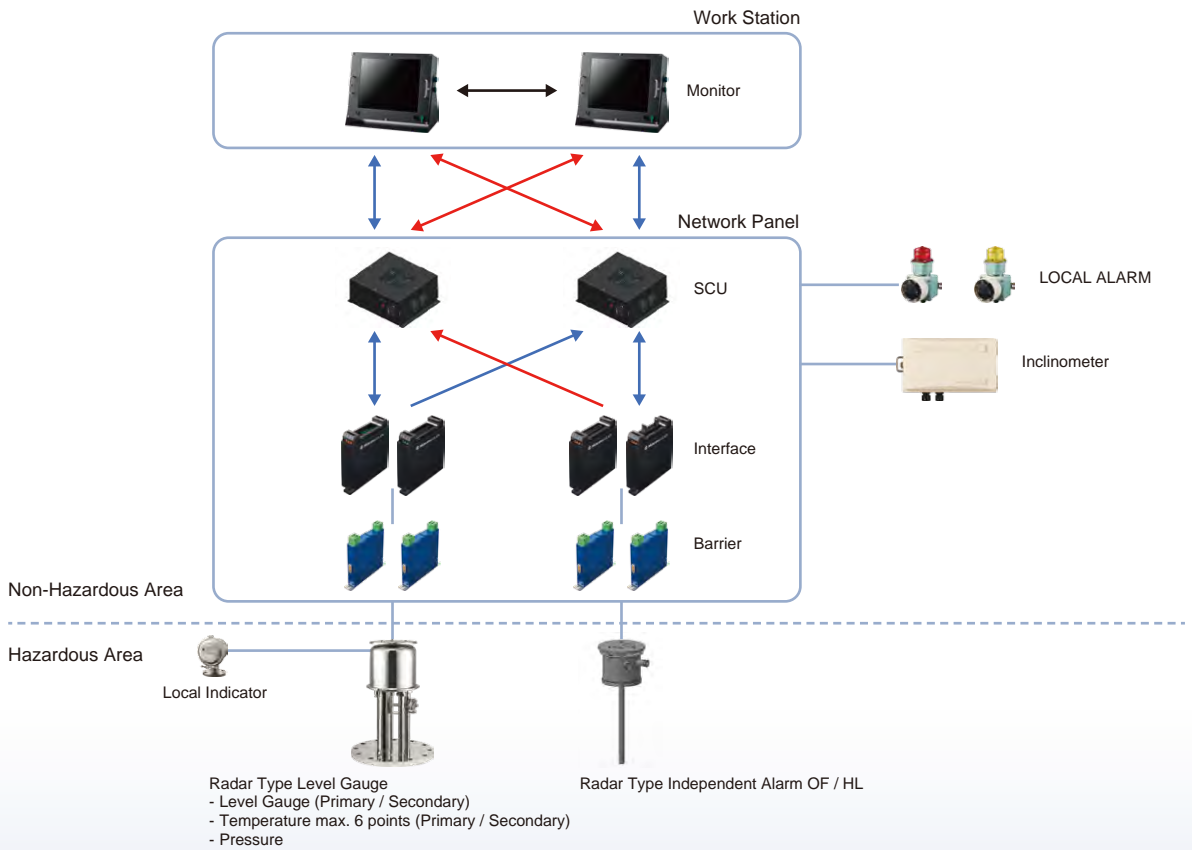 Work Station
Monitor
Network Panel
SCU
LOCAL ALARM
Inclinometer
Interface
Barrier
Non-Hazardous Area
Hazardous Area
Local Indicator
Radar Type Level Gauge
- Level Gauge (Primary / Secondary)
- Temperature max. 6 points (Primary / Secondary)
- Pressure
Radar Type Independent Alarm OF / HL